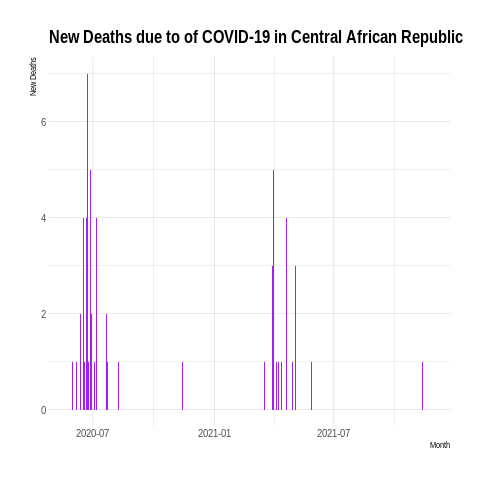 New Deaths due to of COVID-19 in Central African Republic
New Deaths
6
4
2
0
2020-07
2021-01
2021-07
Month